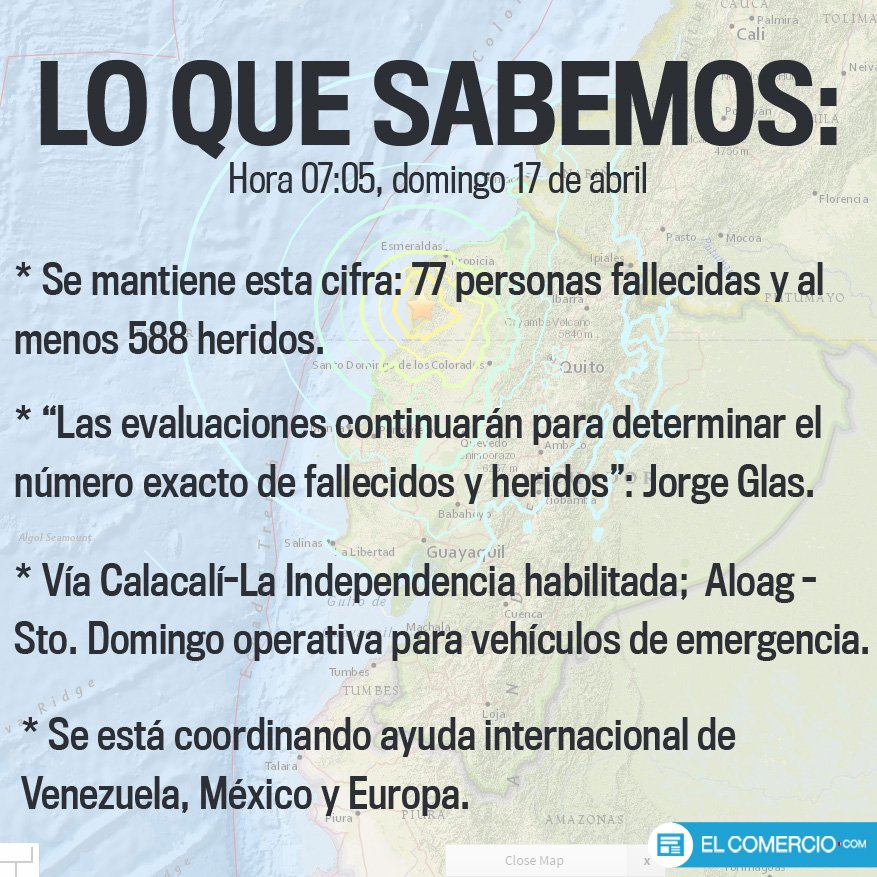 LO QUE SABEMOS:
Hora 07:05, domingo 17 de abril
* Se mantiene esta cifra: 77 personas fallecidas y al
menos 588 heridos.
* “Las evaluaciones continuarán para determinar el
número exacto de fallecidos y heridos”: Jorge Glas.
* Vía Calacalí-La Independencia habilitada; Aloag -
Sto. Domingo operativa para vehículos de emergencia.
* Se está coordinando ayuda internacional de
Venezuela, México y Europa.
EL COMERCIO.COM
Palmira
Cali
TOLIMA
Neiva
4756 m
Florencia
Pasto
Mocoa
Esmeraldas
Ipiales
Ibarra
PUTUMAYO
Quito
Santo Domingo de los Colorados
Quevedo
Ambato
Babahoyo
Algol Seamount
Salinas
La Libertad
Guayaquil
Cuenca
Tumbes
TUMBES
Ridge
Loja
Talara
Piura
PIURA
AMAZONAS
Close Map
x